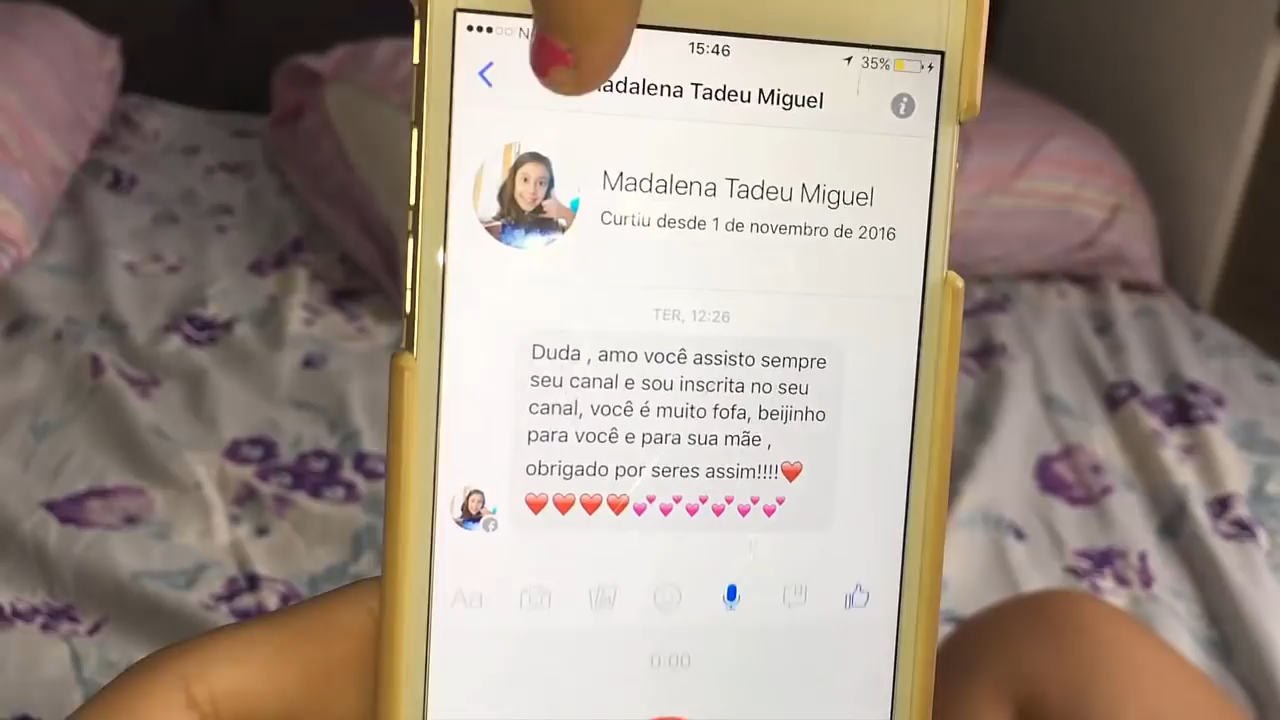 15:46
35%
Tadeu Miguel
Madalena Tadeu Miguel
Curtiu desde 1 de novembro de 2016
TER, 12:26
Duda , amo você assisto sempre
seu canal e sou inscrita no seu
canal, você é muito fofa, beijinho
para você e para sua mãe ,
obrigado por seres assim!!!!❤️
❤️❤️❤️❤️💕💕💕💕💕💕
Aa
0:00